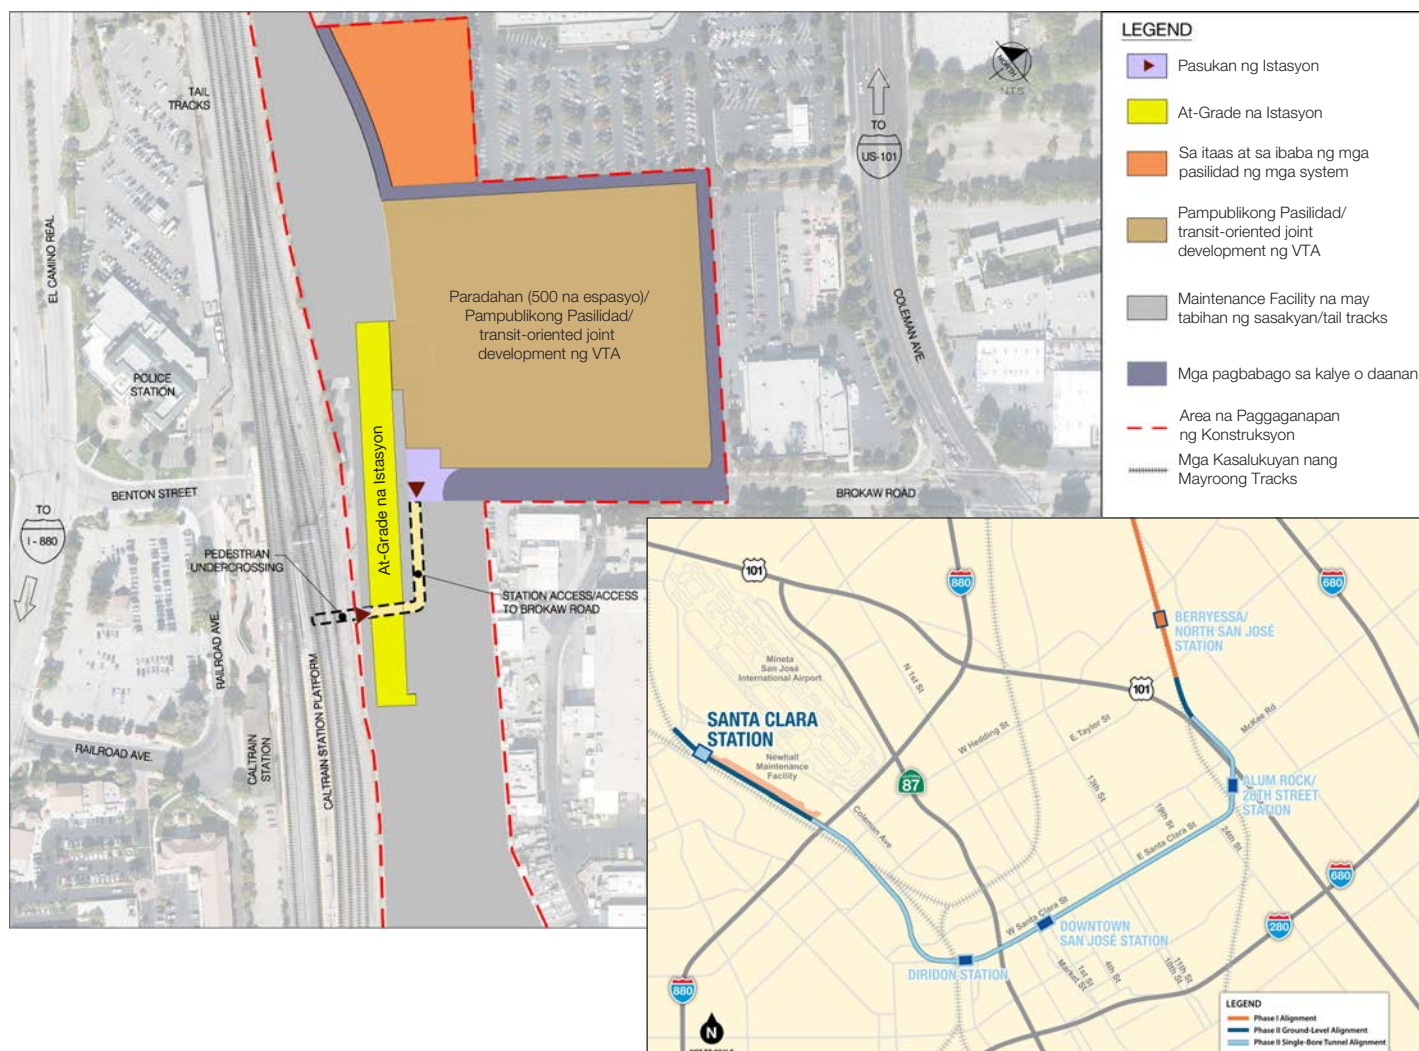 LEGEND
Pasukan ng Istasyon
At-Grade na Istasyon
Sa itaas at sa ibaba ng mga
pasilidad ng mga system
Pampublikong Pasilidad/
transit-oriented joint
development ng VTA
Maintenance Facility na may
tabihan ng sasakyan/tail tracks
Mga pagbabago sa kalye o daanan
Area na Paggaganapan
ng Konstruksyon
Mga Kasalukuyan nang
Mayroong Tracks
NORTH
N.T.S
TAIL
TRACKS
TO
US-101
EL CAMINO REAL
COLEMAN AVE.
Paradahan (500 na espasyo)/
Pampublikong Pasilidad/
transit-oriented joint
development ng VTA
POLICE
STATION
At-Grade na Istasyon
BENTON STREET
BROKAW ROAD
TO
I - 880
PEDESTRIAN
UNDERCROSSING
STATION ACCESS/ACCESS
TO BROKAW ROAD
RAILROAD AVE.
RAILROAD AVE.
CALTRAIN
STATION
CALTRAIN STATION PLATFORM
101
880
680
BERRYESSA/
NORTH SAN JOSÉ
STATION
Mineta
San José
International Airport
N 1st St
101
McKee Rd
SANTA CLARA
STATION
W Hedding St
E Taylor St
Newhall
Maintenance
Facility
CALIFORNIA
87
13th St
19th St
24th St
ALUM ROCK/
28TH STREET
STATION
Coleman Ave
E Santa Clara St
680
W Santa Clara St
DOWNTOWN
SAN JOSÉ STATION
280
DIRIDON STATION
Market St
1st St
4th St
10th St
11th St
880
N
NOT TO SCALE
LEGEND
Phase I Alignment
Phase II Ground-Level Alignment
Phase II Single-Bore Tunnel Alignment